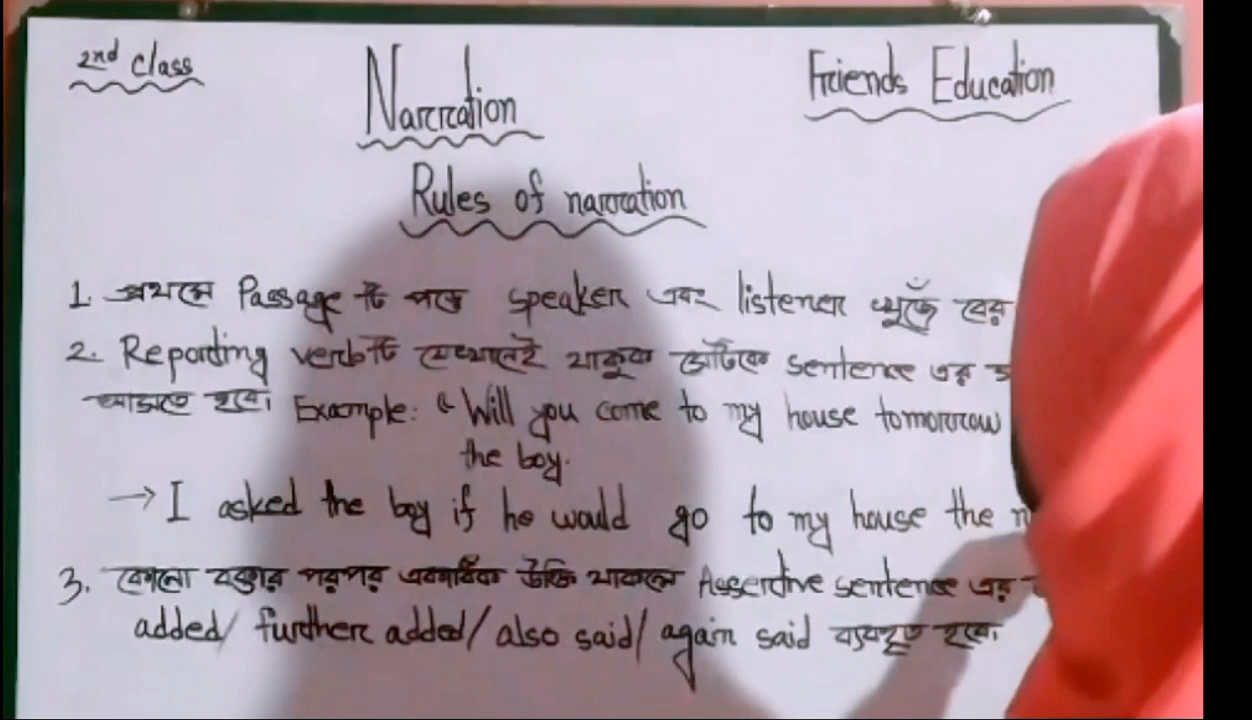 2nd class
Narration
Friends Education
Rules of narration
1. প্রথমে Passage টি পড়ে speaker এবং listener খুঁজে বের
2. Reporting verbটি যেখানেই থাকুক সেটিকে sentence এর
আনতে হবে। Example: " Will you come to my house tomorrow
the boy.
→ I asked the boy if he would go to my house the
3. কোনো বক্তার পরপর একাধিক উক্তি থাকলে Assertive sentence এর
added/ further added/ also said/ again said ব্যবহৃত হবে।